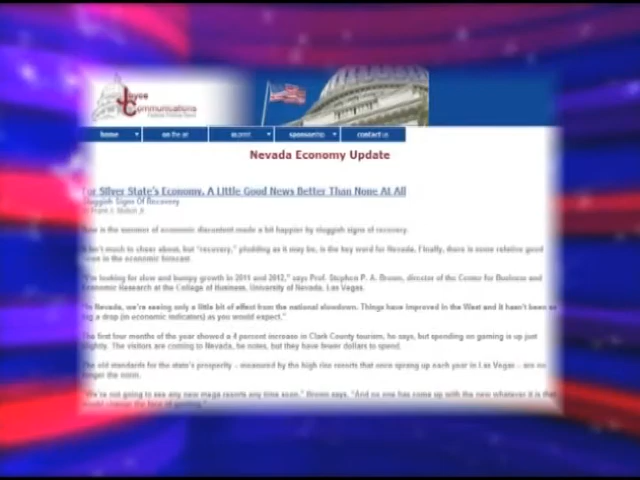 Joyce
Communications
home on the air submit sponsorship contact us
Nevada Economy Update
For Silver State's Economy, A Little Good News Better Than None At All
Sluggish Signs Of Recovery
is the summer of economic discontent made a bit happier by sluggish signs of recovery.
isn't much to cheer about, but "recovery," plodding as it may be, is the key word for Nevada. Finally, there is some relative good
news in the economic forecast
"I'm looking for slow and bumpy growth in 2011 and 2012," says Prof. Stephen P. A. Brown, director of the Center for Business and
Economic Research at the College of Business, University of Nevada, Las Vegas.
"In Nevada, we're seeing only a little bit of effect from the national slowdown. Things have improved in the West and it hasn't been so
big a drop (in economic indicators) as you would expect."
The first four months of the year showed a 4 percent increase in Clark County tourism, he says, but spending on gaming is up just
slightly. The visitors are coming to Nevada, he notes, but they have fewer dollars to spend.
The old standards for the state's prosperity – measured by the high rise resorts that once sprang up each year in Las Vegas – are no
longer the norm.
"We're not going to see any new mega resorts any time soon," Brown says. "And no one has come up with the new whatever it is that
would change the face of gaming."